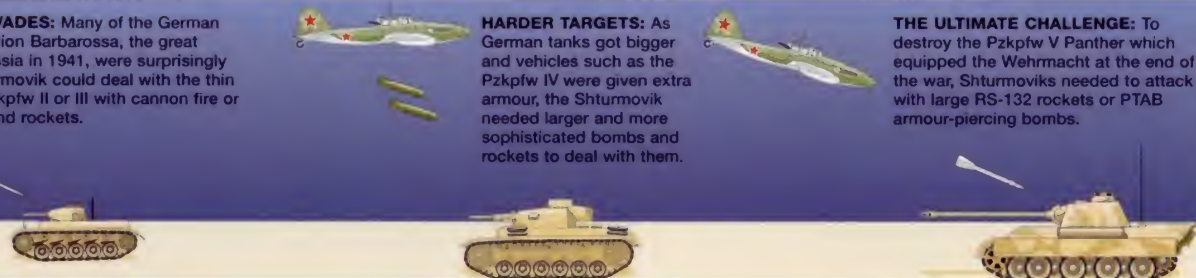 VADES: Many of the German
ion Barbarossa, the great
ssia in 1941, were surprisingly
rmovik could deal with the thin
kpfw II or III with cannon fire or
nd rockets.
HARDER TARGETS: As
German tanks got bigger
and vehicles such as the
Pzkpfw IV were given extra
armour, the Shturmovik
needed larger and more
sophisticated bombs and
rockets to deal with them.
THE ULTIMATE CHALLENGE: To
destroy the Pzkpfw V Panther which
equipped the Wehrmacht at the end of
the war, Shturmoviks needed to attack
with large RS-132 rockets or PTAB
armour-piercing bombs.